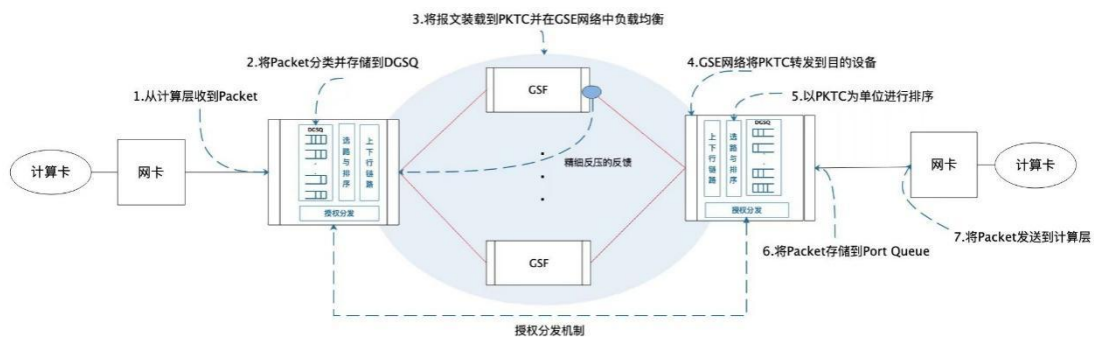 3.将报文装载到PKTC并在GSE网络中负载均衡
2.将Packet分类并存储到DGSQ
4.GSE网络将PKTC转发到目的设备
1.从计算层收到Packet
GSF
5.以PKTC为单位进行排序
DGSQ
选路与排序
上下行链路
授权分发
上下行链路
选路与排序
DGSQ
授权分发
计算卡
网卡
精细反压的反馈
网卡
计算卡
6.将Packet存储到Port Queue
7.将Packet发送到计算层
GSF
授权分发机制